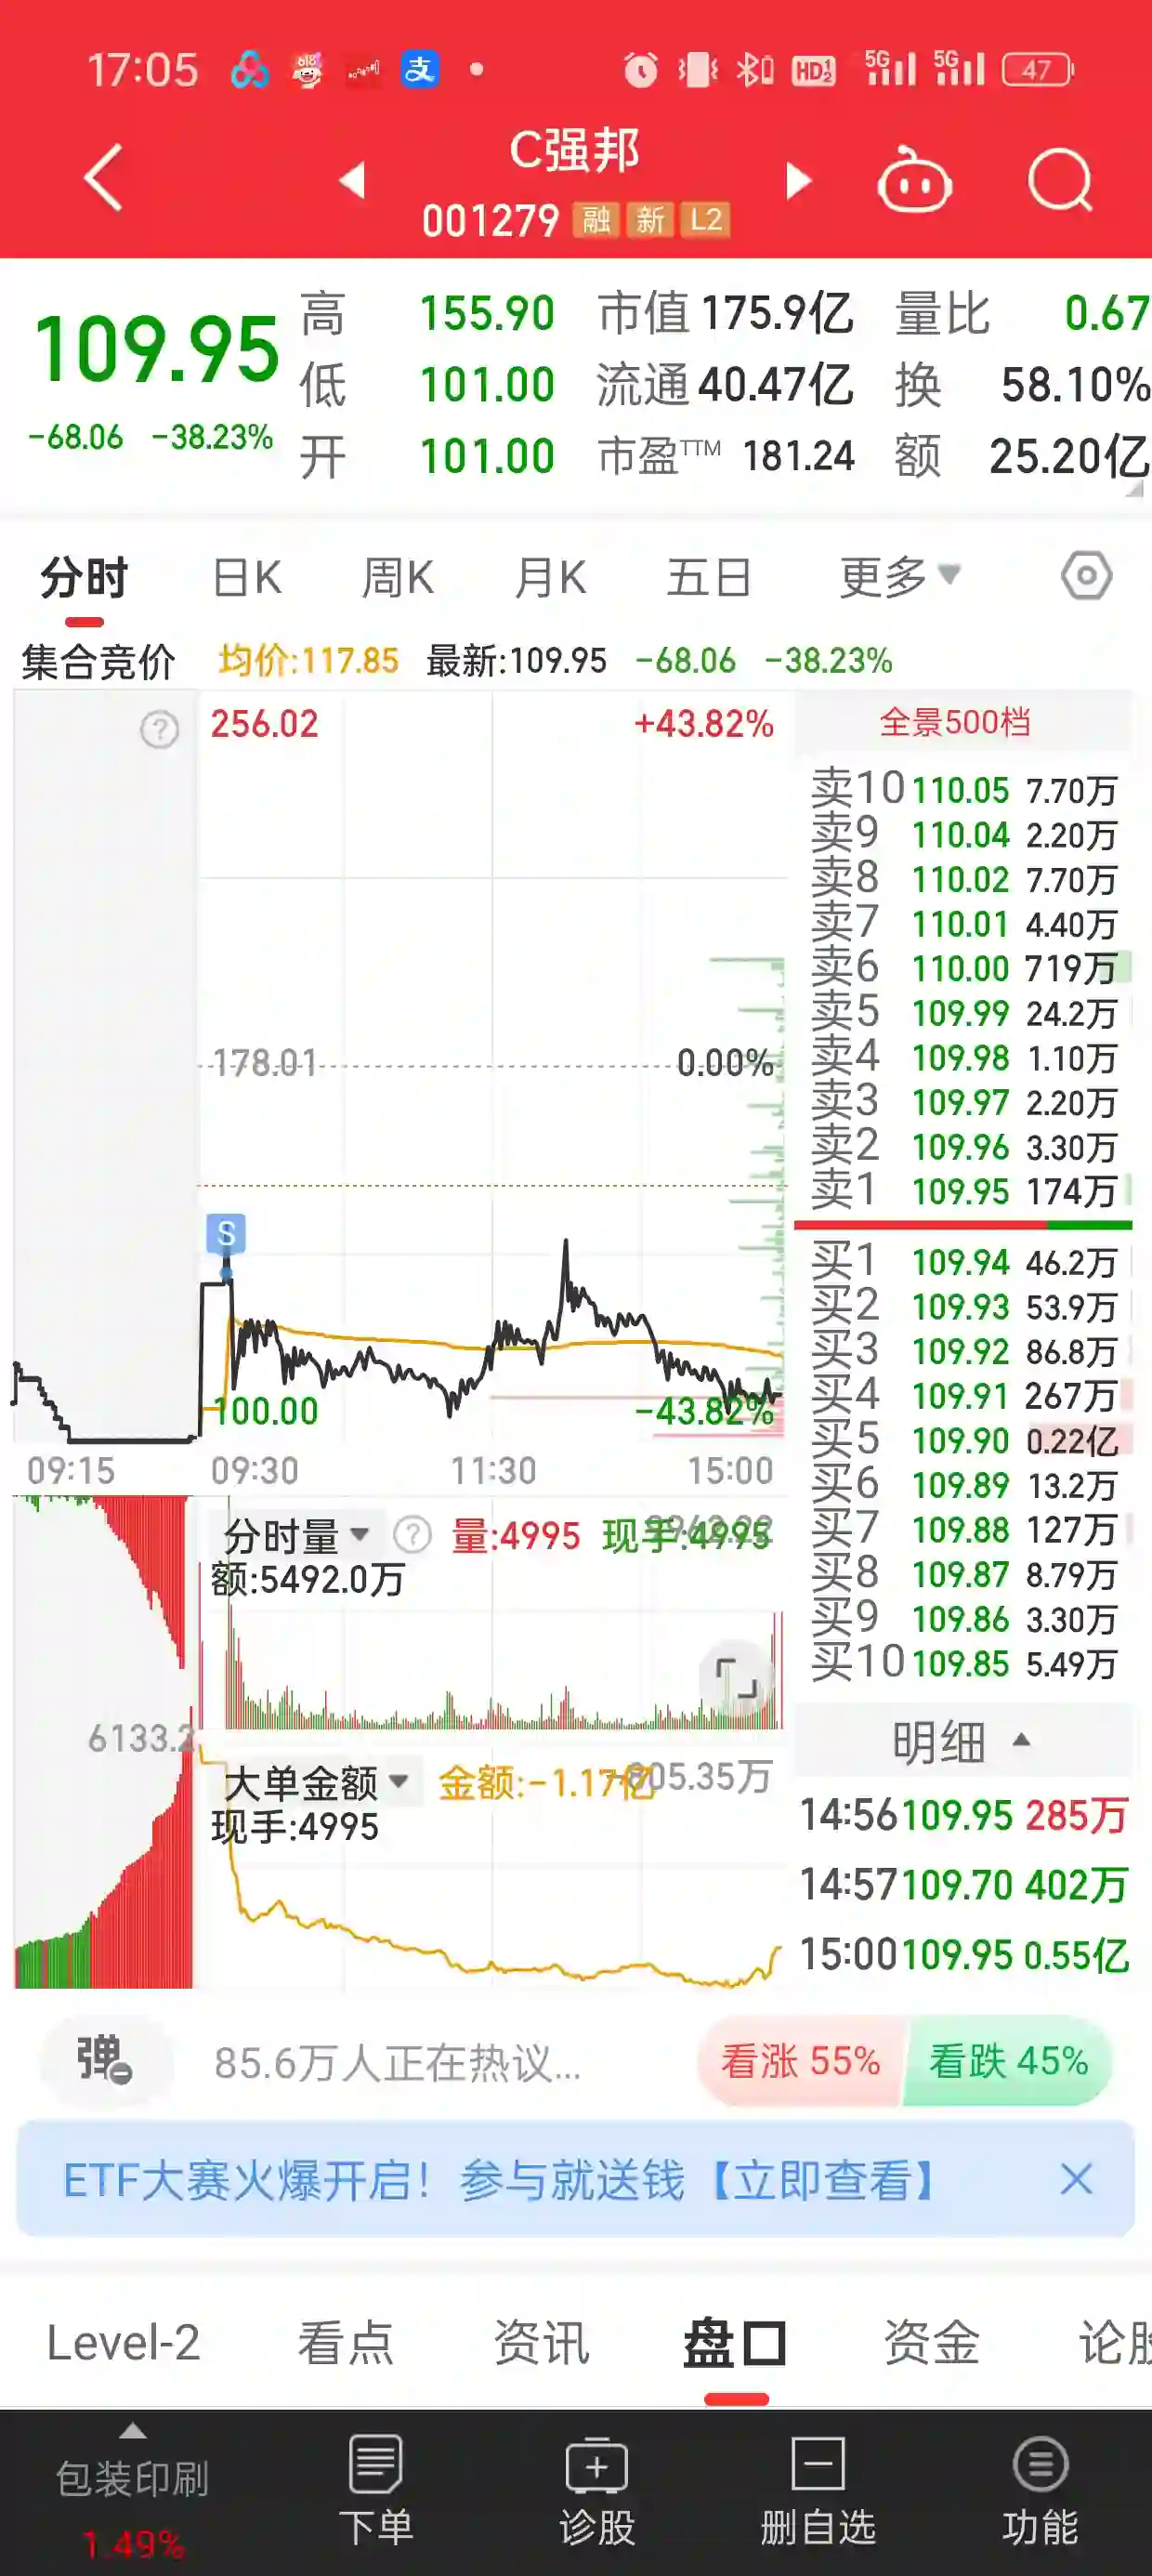 17:05 618 支 HD 1 2 5G 5G 47
C强邦
001279 融 新 L2
109.95
-68.06 -38.23%
高 155.90 市值 175.9亿 量比 0.67
低 101.00 流通 40.47亿 换 58.10%
开 101.00 市盈TTM 181.24 额 25.20亿
分时 日K 周K 月K 五日 更多
集合竞价 均价:117.85 最新:109.95 -68.06 -38.23%
256.02 +43.82%
178.01 0.00%
S
100.00 -43.82%
09:15 09:30 11:30 15:00
全景500档
卖10 110.05 7.70万
卖9 110.04 2.20万
卖8 110.02 7.70万
卖7 110.01 4.40万
卖6 110.00 719万
卖5 109.99 24.2万
卖4 109.98 1.10万
卖3 109.97 2.20万
卖2 109.96 3.30万
卖1 109.95 174万
买1 109.94 46.2万
买2 109.93 53.9万
买3 109.92 86.8万
买4 109.91 267万
买5 109.90 0.22亿
买6 109.89 13.2万
买7 109.88 127万
买8 109.87 8.79万
买9 109.86 3.30万
买10 109.85 5.49万
分时量 量:4995 现手:4995
额:5492.0万
6133.2
大单金额 金额:-1.17亿
现手:4995
明细
14:56 109.95 285万
14:57 109.70 402万
15:00 109.95 0.55亿
弹 85.6万人正在热议... 看涨 55% 看跌 45%
ETF大赛火爆开启！参与就送钱【立即查看】
Level-2 看点 资讯 盘口 资金 论股
包装印刷
1.49%
下单 诊股 删自选 功能